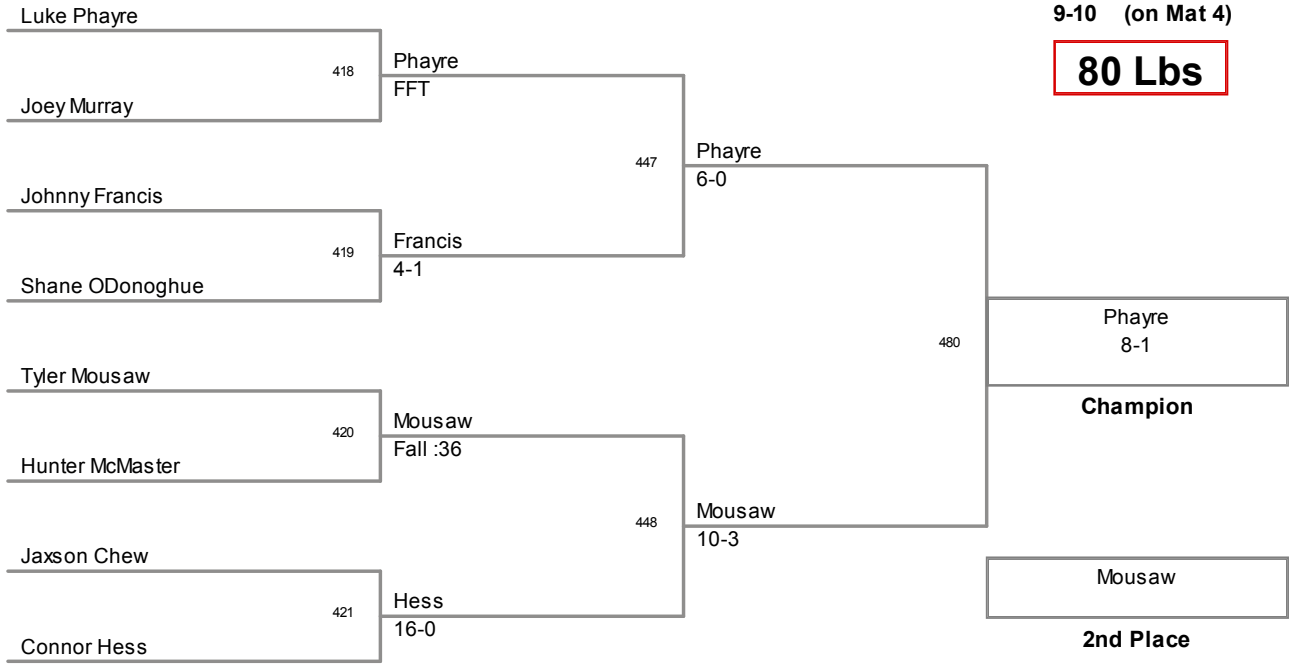 Luke Phayre
9-10 (on Mat 4)
80 Lbs
418
Phayre
FFT
Joey Murray
447
Phayre
6-0
Johnny Francis
419
Francis
4-1
Shane ODonoghue
480
Phayre
8-1
Champion
Tyler Mousaw
420
Mousaw
Fall :36
Hunter McMaster
448
Mousaw
10-3
Jaxson Chew
421
Hess
16-0
Connor Hess
Mousaw
2nd Place